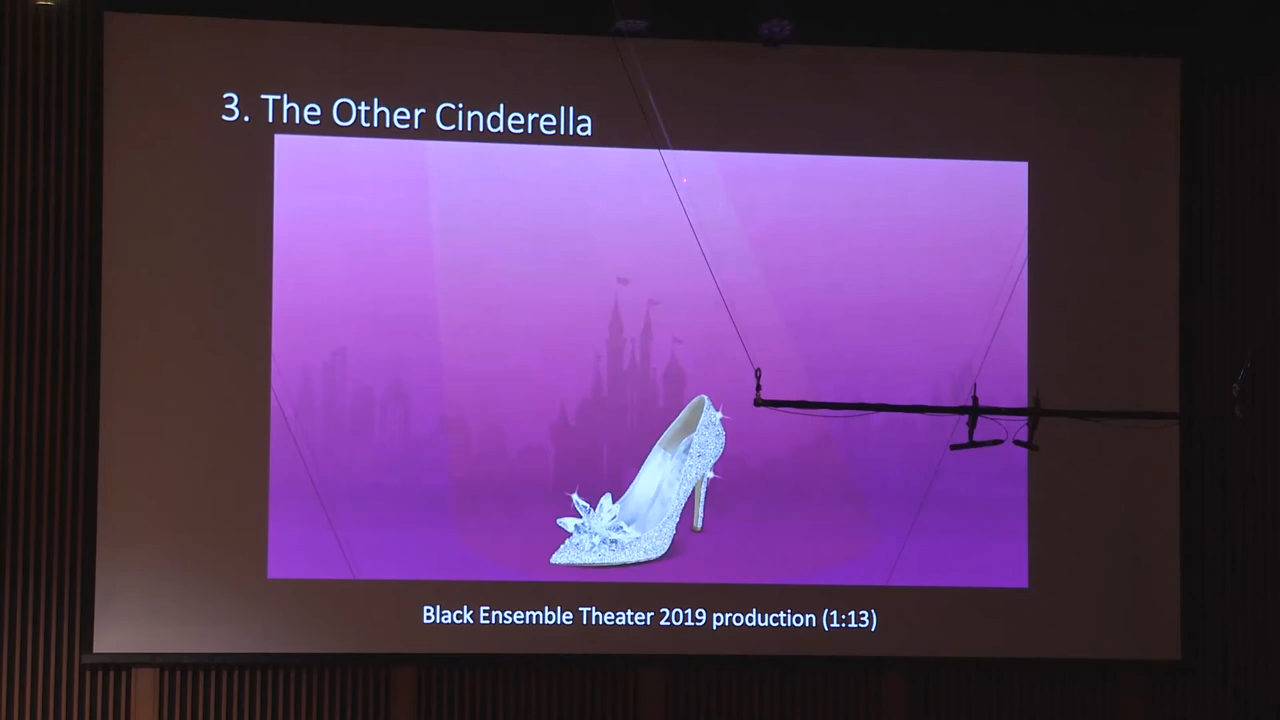 3. The Other Cinderella
Black Ensemble Theater 2019 production (1:13)